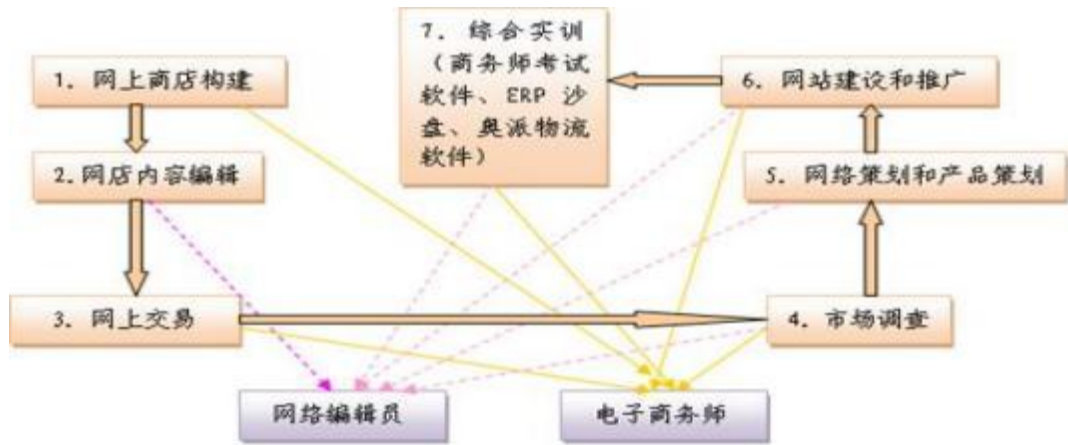 1. 网上商店构建
2.网店内容编辑
3. 网上交易
4. 市场调查
5. 网络策划和产品策划
6. 网站建设和推广
7. 综合实训
（商务师考试
软件、ERP 沙
盘、奥派物流
软件）
网络编辑员
电子商务师